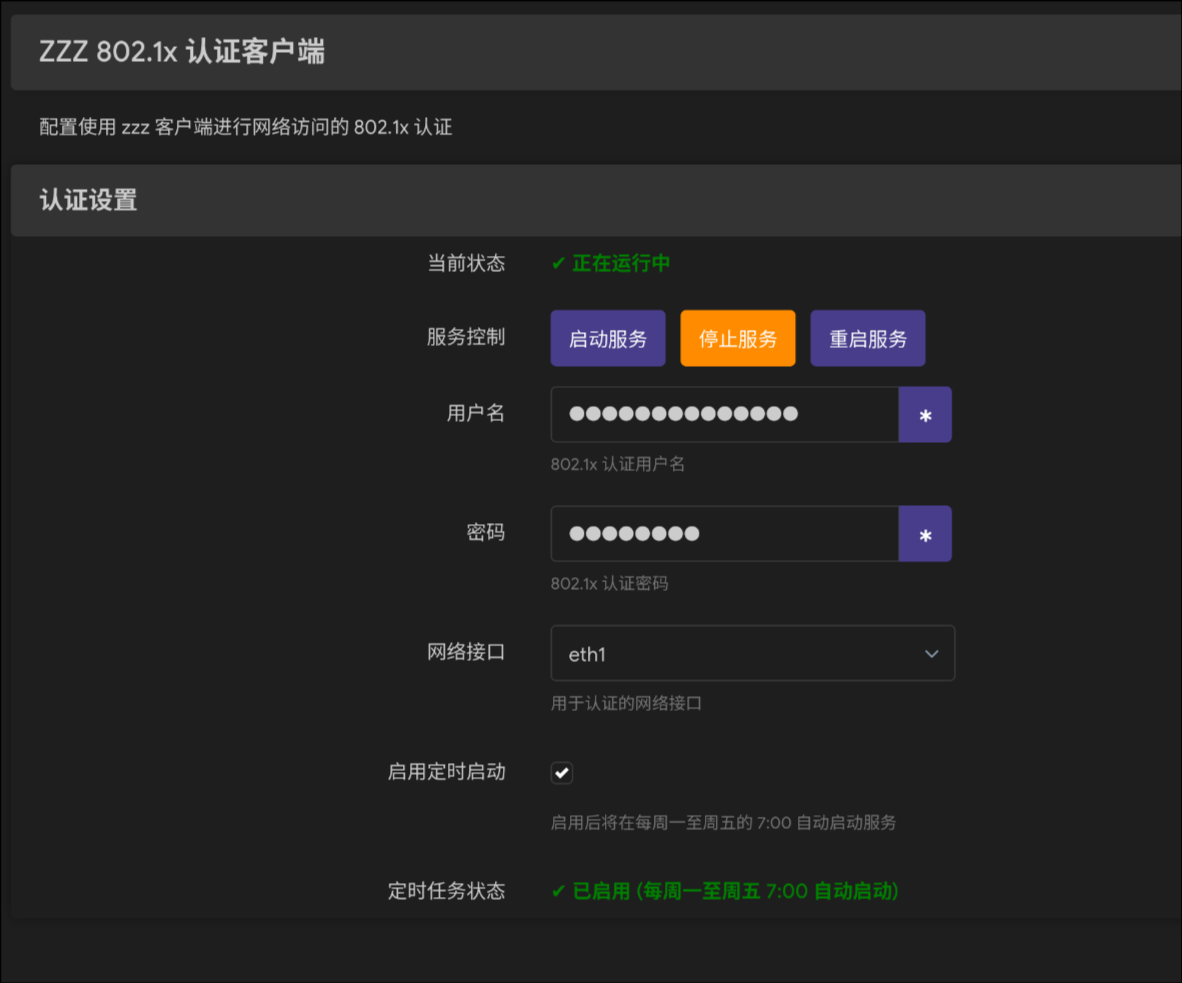 ZZZ 802.1x 认证客户端
配置使用 zzz 客户端进行网络访问的 802.1x 认证
认证设置
当前状态
✔ 正在运行中
服务控制
启动服务 停止服务 重启服务
用户名
●●●●●●●●●●●●●● *
802.1x 认证用户名
密码
●●●●●●●● *
802.1x 认证密码
网络接口
eth1
用于认证的网络接口
启用定时启动
启用后将在每周一至周五的 7:00 自动启动服务
定时任务状态
✔ 已启用 (每周一至周五 7:00 自动启动)